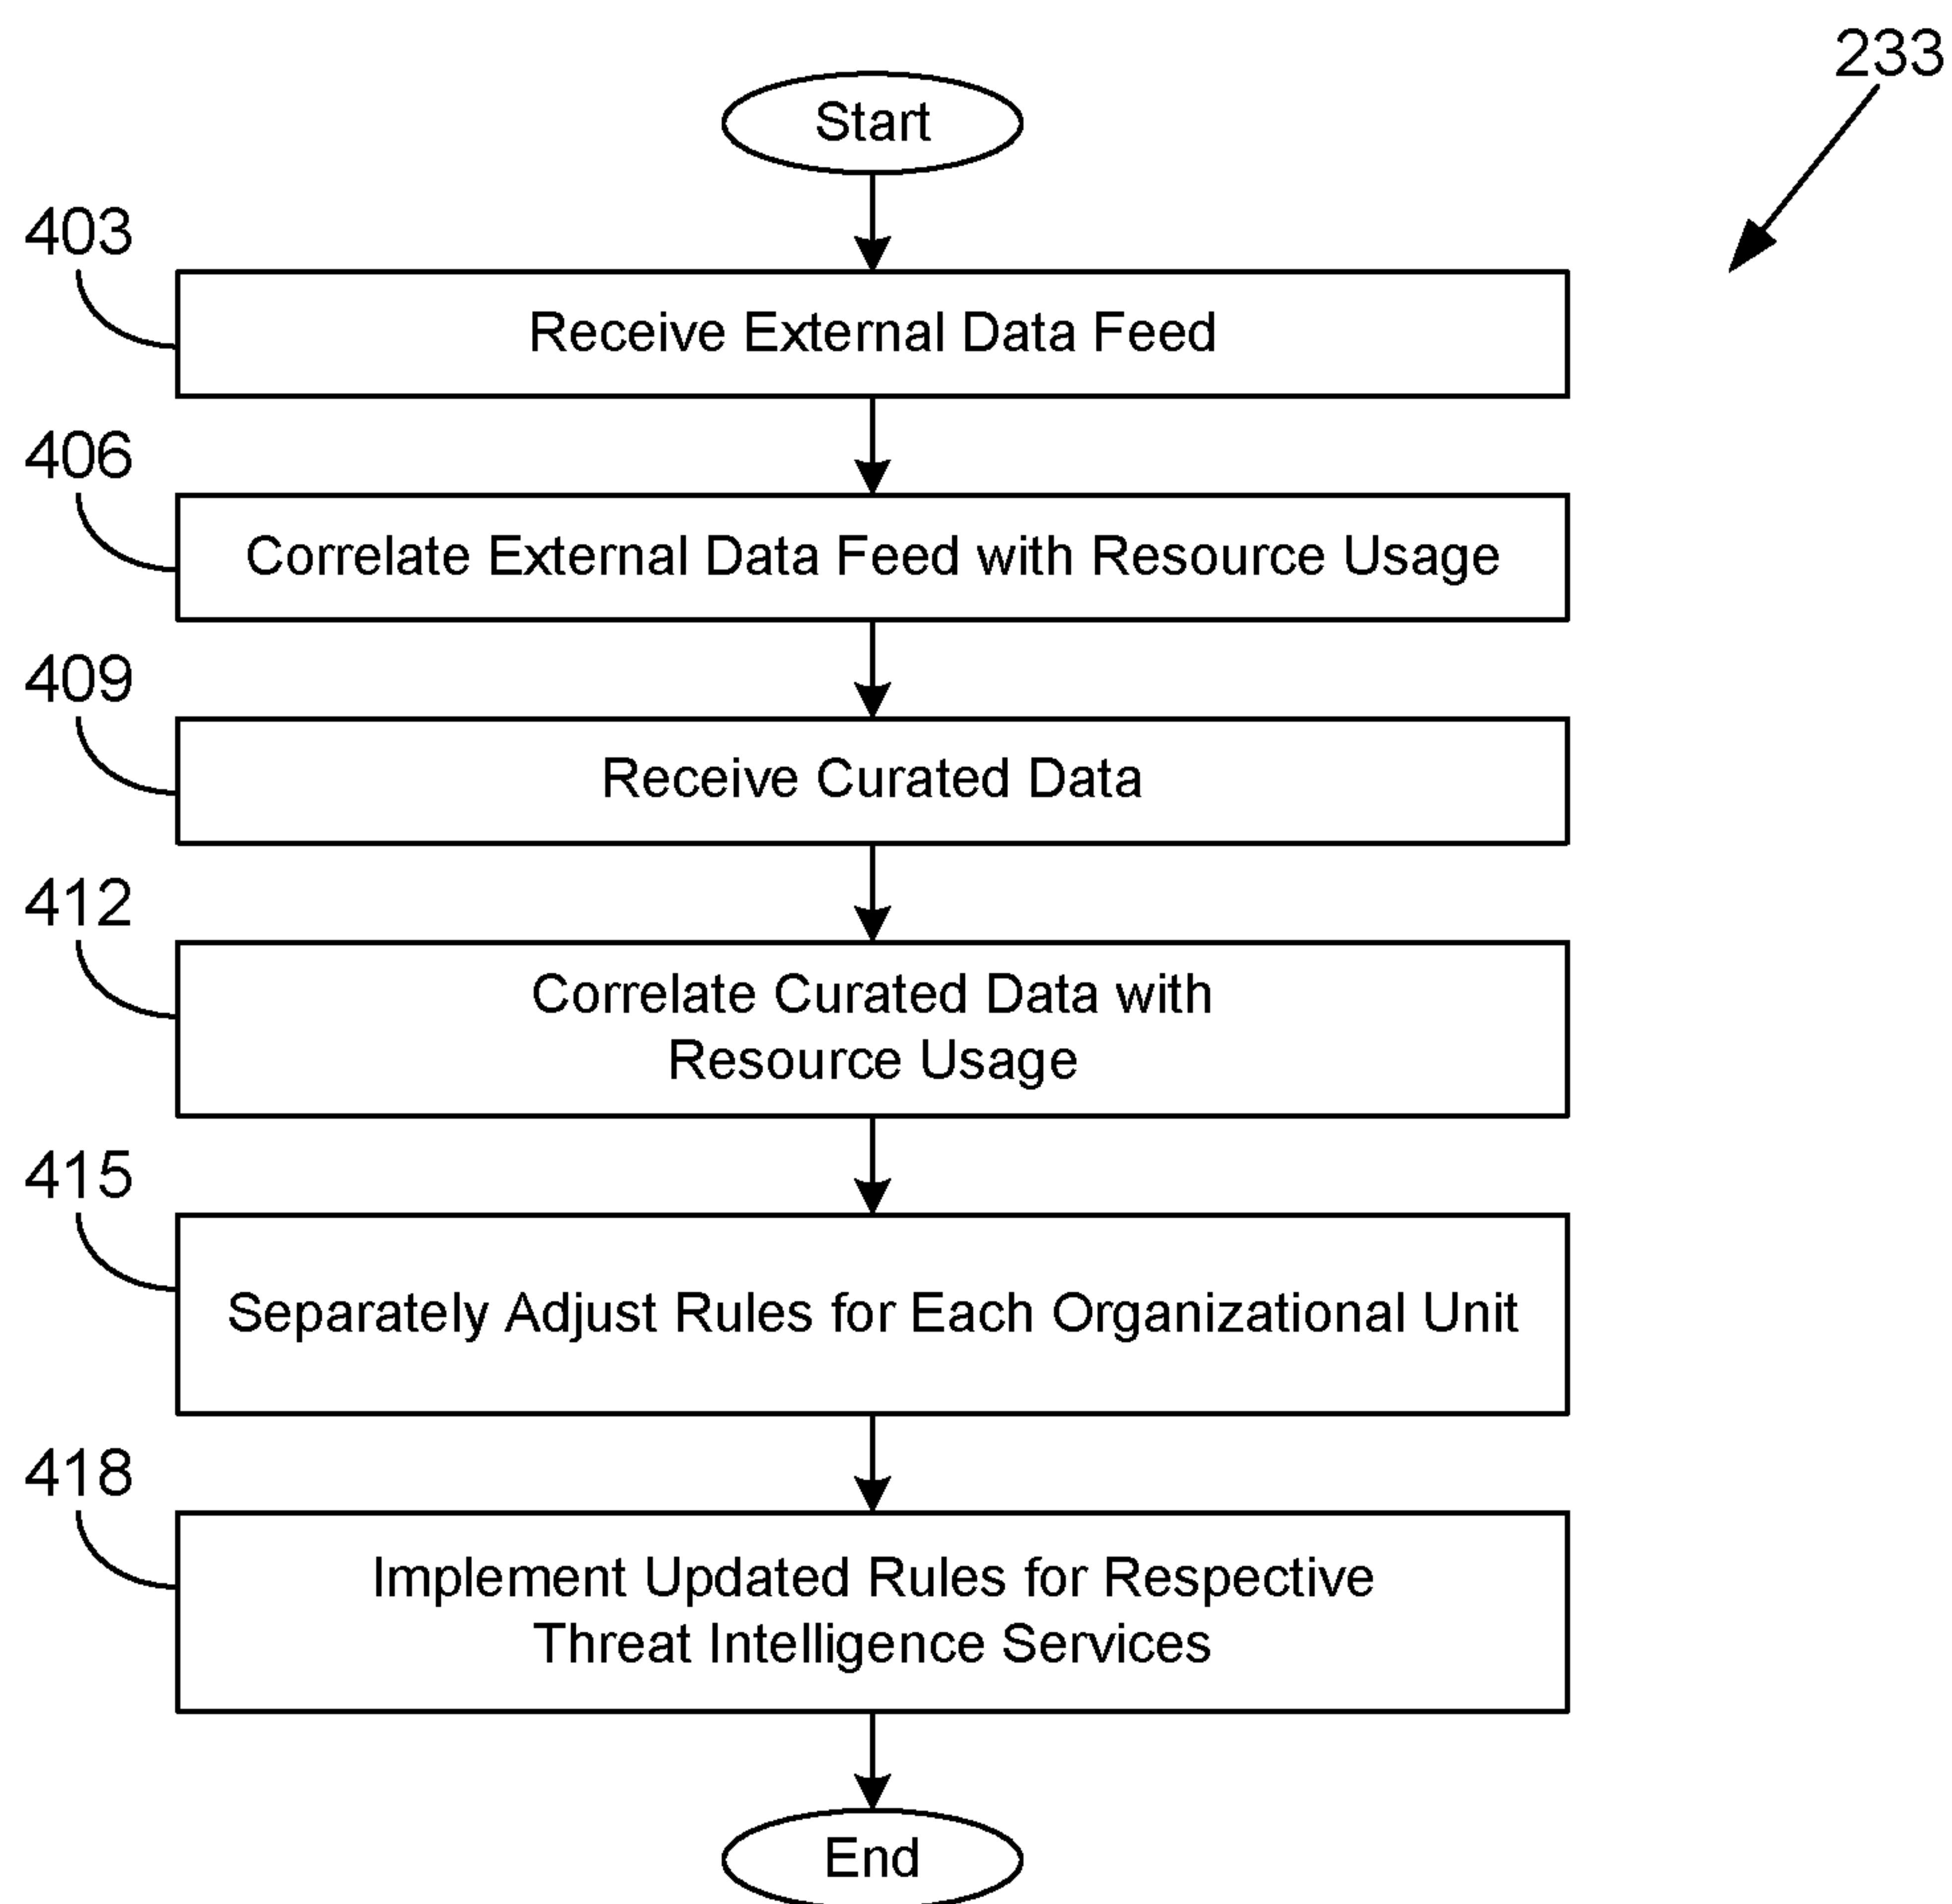 233
Start
403
Receive External Data Feed
406
Correlate External Data Feed with Resource Usage
409
Receive Curated Data
412
Correlate Curated Data with
Resource Usage
415
Separately Adjust Rules for Each Organizational Unit
418
Implement Updated Rules for Respective
Threat Intelligence Services
End